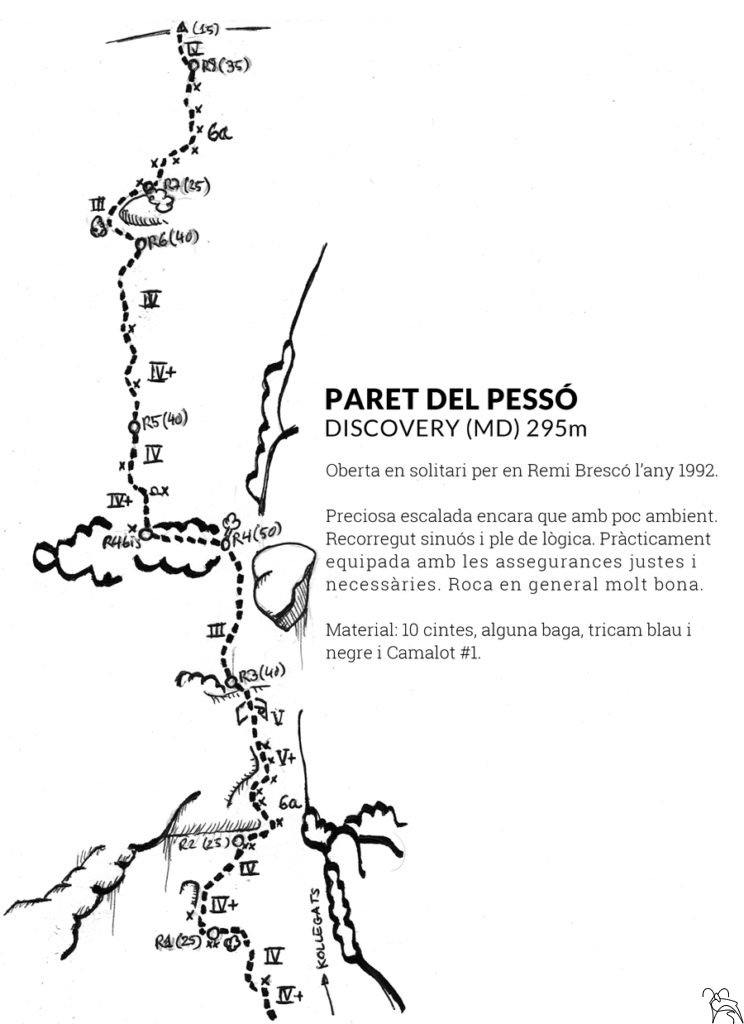 (15)
IV
R8(35)
6a
R7(25)
III
R6(40)
IV
IV+
PARET DEL PESSÓ
R5(40)
DISCOVERY (MD) 295m
IV
Oberta en solitari per en Remi Brescó l'any 1992.
IV+
Preciosa escalada encara que amb poc ambient.
R4bis
R4(50)
Recorregut sinuós i ple de lògica. Pràcticament
equipada amb les assegurances justes i
necessàries. Roca en general molt bona.
III
Material: 10 cintes, alguna baga, tricam blau i
negre i Camalot #1.
R3(40)
V
V+
6a
R2(25)
IV
IV+
KOLLEGATS
R1(25)
IV
IV+